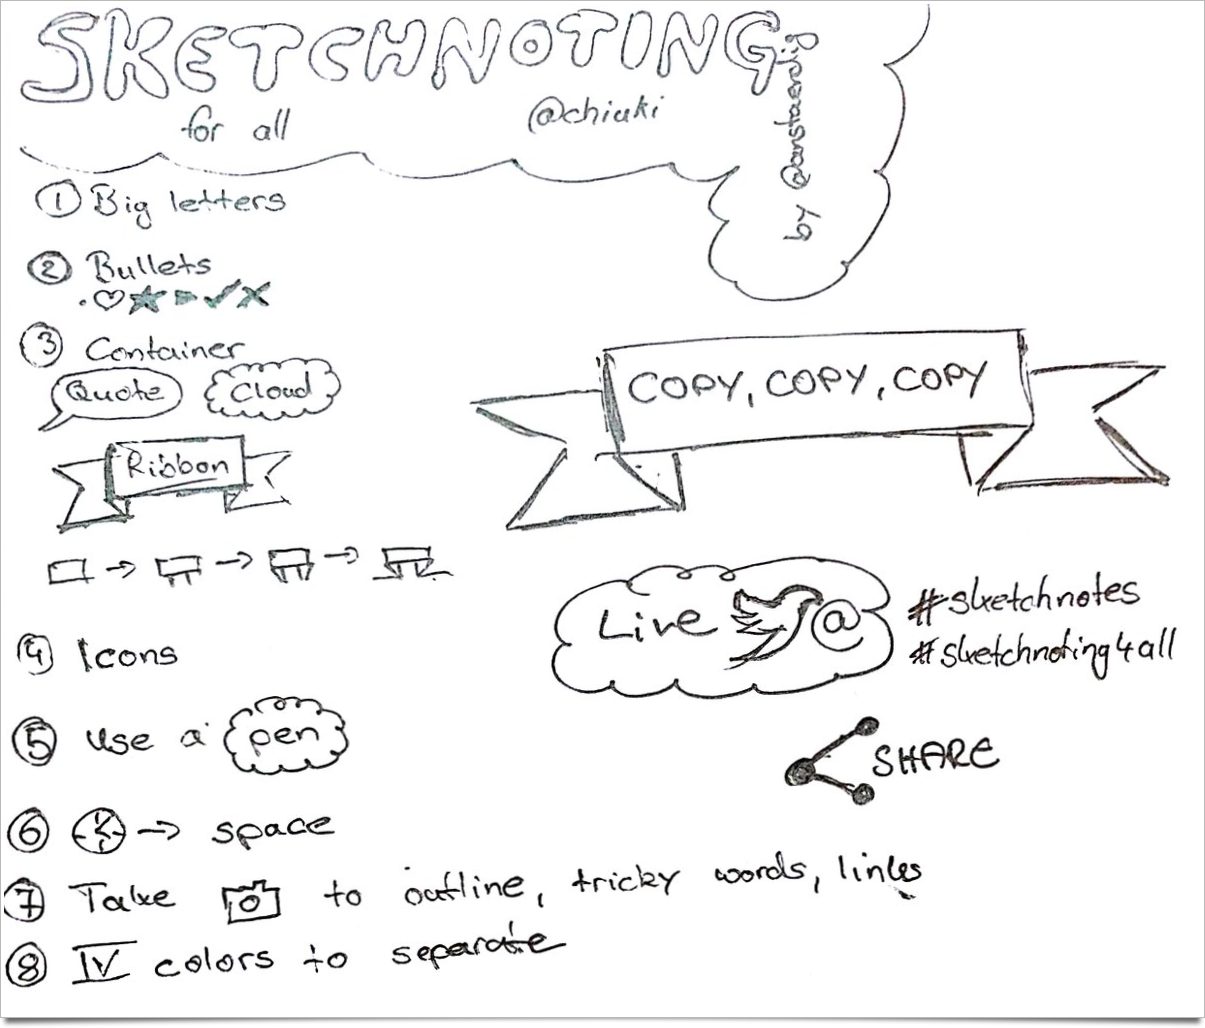 SKETCHNOTING
for all @chiuki
by @anstaendig
1 Big letters
2 Bullets
3 Container
Quote Cloud
Ribbon
COPY, COPY, COPY
Live @
#sketchnotes
#sketchnoting4all
4 Icons
5 use a pen
SHARE
6 → space
7 Take to outline, tricky words, links
8 IV colors to separate